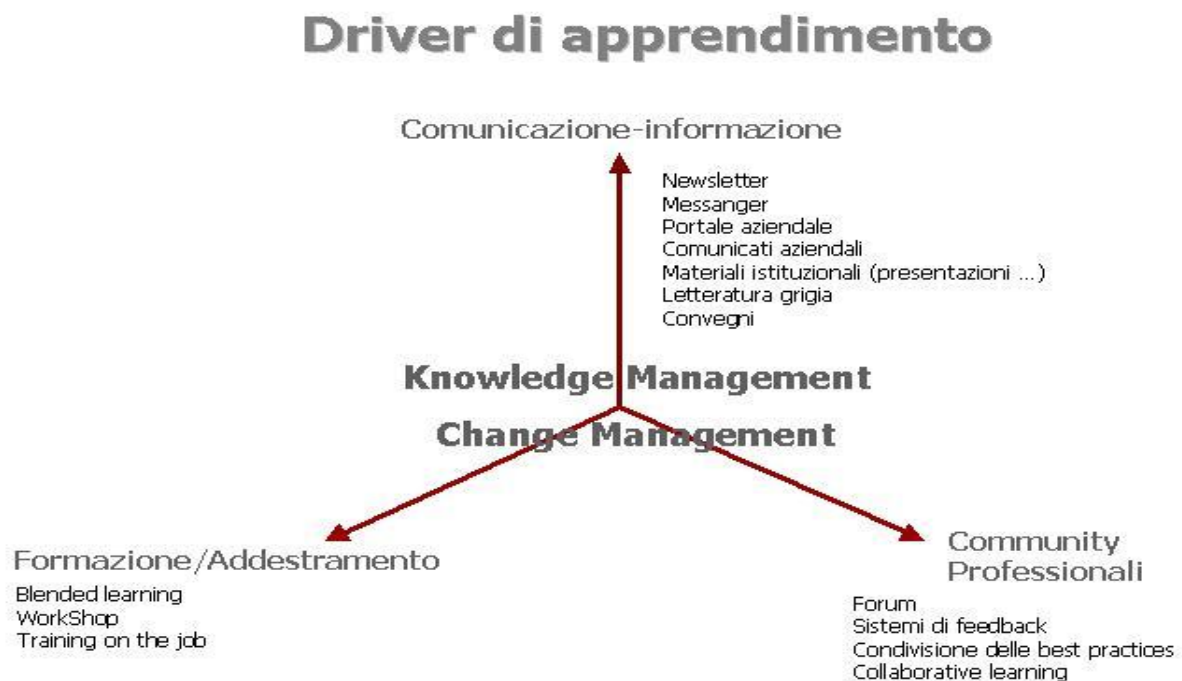 Driver di apprendimento
Comunicazione-informazione
Newsletter
Messanger
Portale aziendale
Comunicati aziendali
Materiali istituzionali (presentazioni ...)
Letteratura grigia
Convegni
Knowledge Management
Change Management
Formazione/Addestramento
Blended learning
WorkShop
Training on the job
Community
Professionali
Forum
Sistemi di feedback
Condivisione delle best practices
Collaborative learning